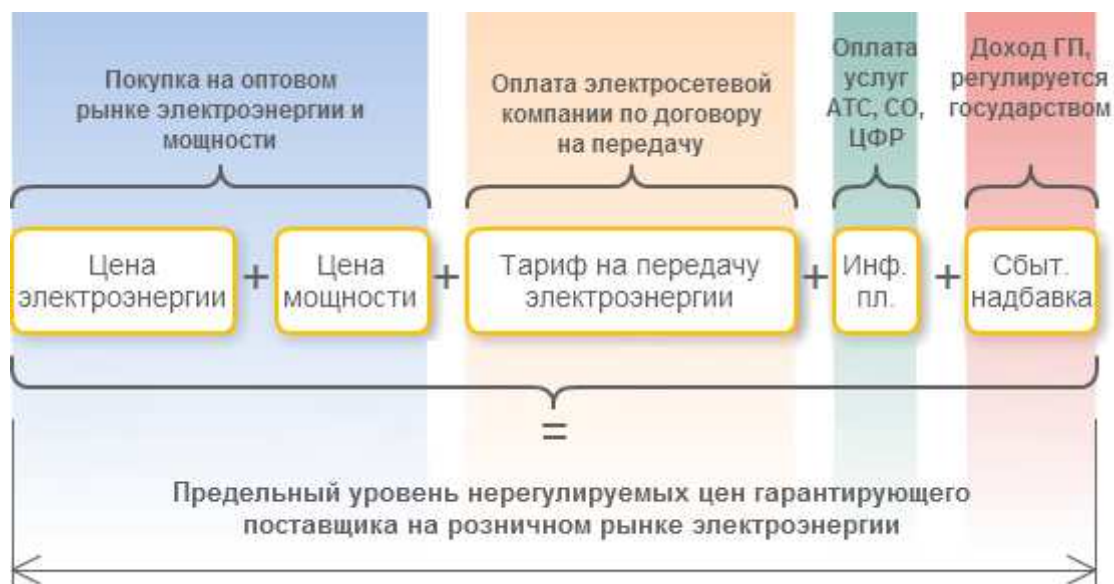 Покупка на оптовом
рынке электроэнергии и
мощности
Оплата электросетевой
компании по договору
на передачу
Оплата
услуг
АТС, СО,
ЦФР
Доход ГП,
регулируется
государством
Цена
электроэнергии
+
Цена
мощности
+
Тариф на передачу
электроэнергии
+
Инф.
пл.
+
Сбыт.
надбавка
=
Предельный уровень нерегулируемых цен гарантирующего
поставщика на розничном рынке электроэнергии